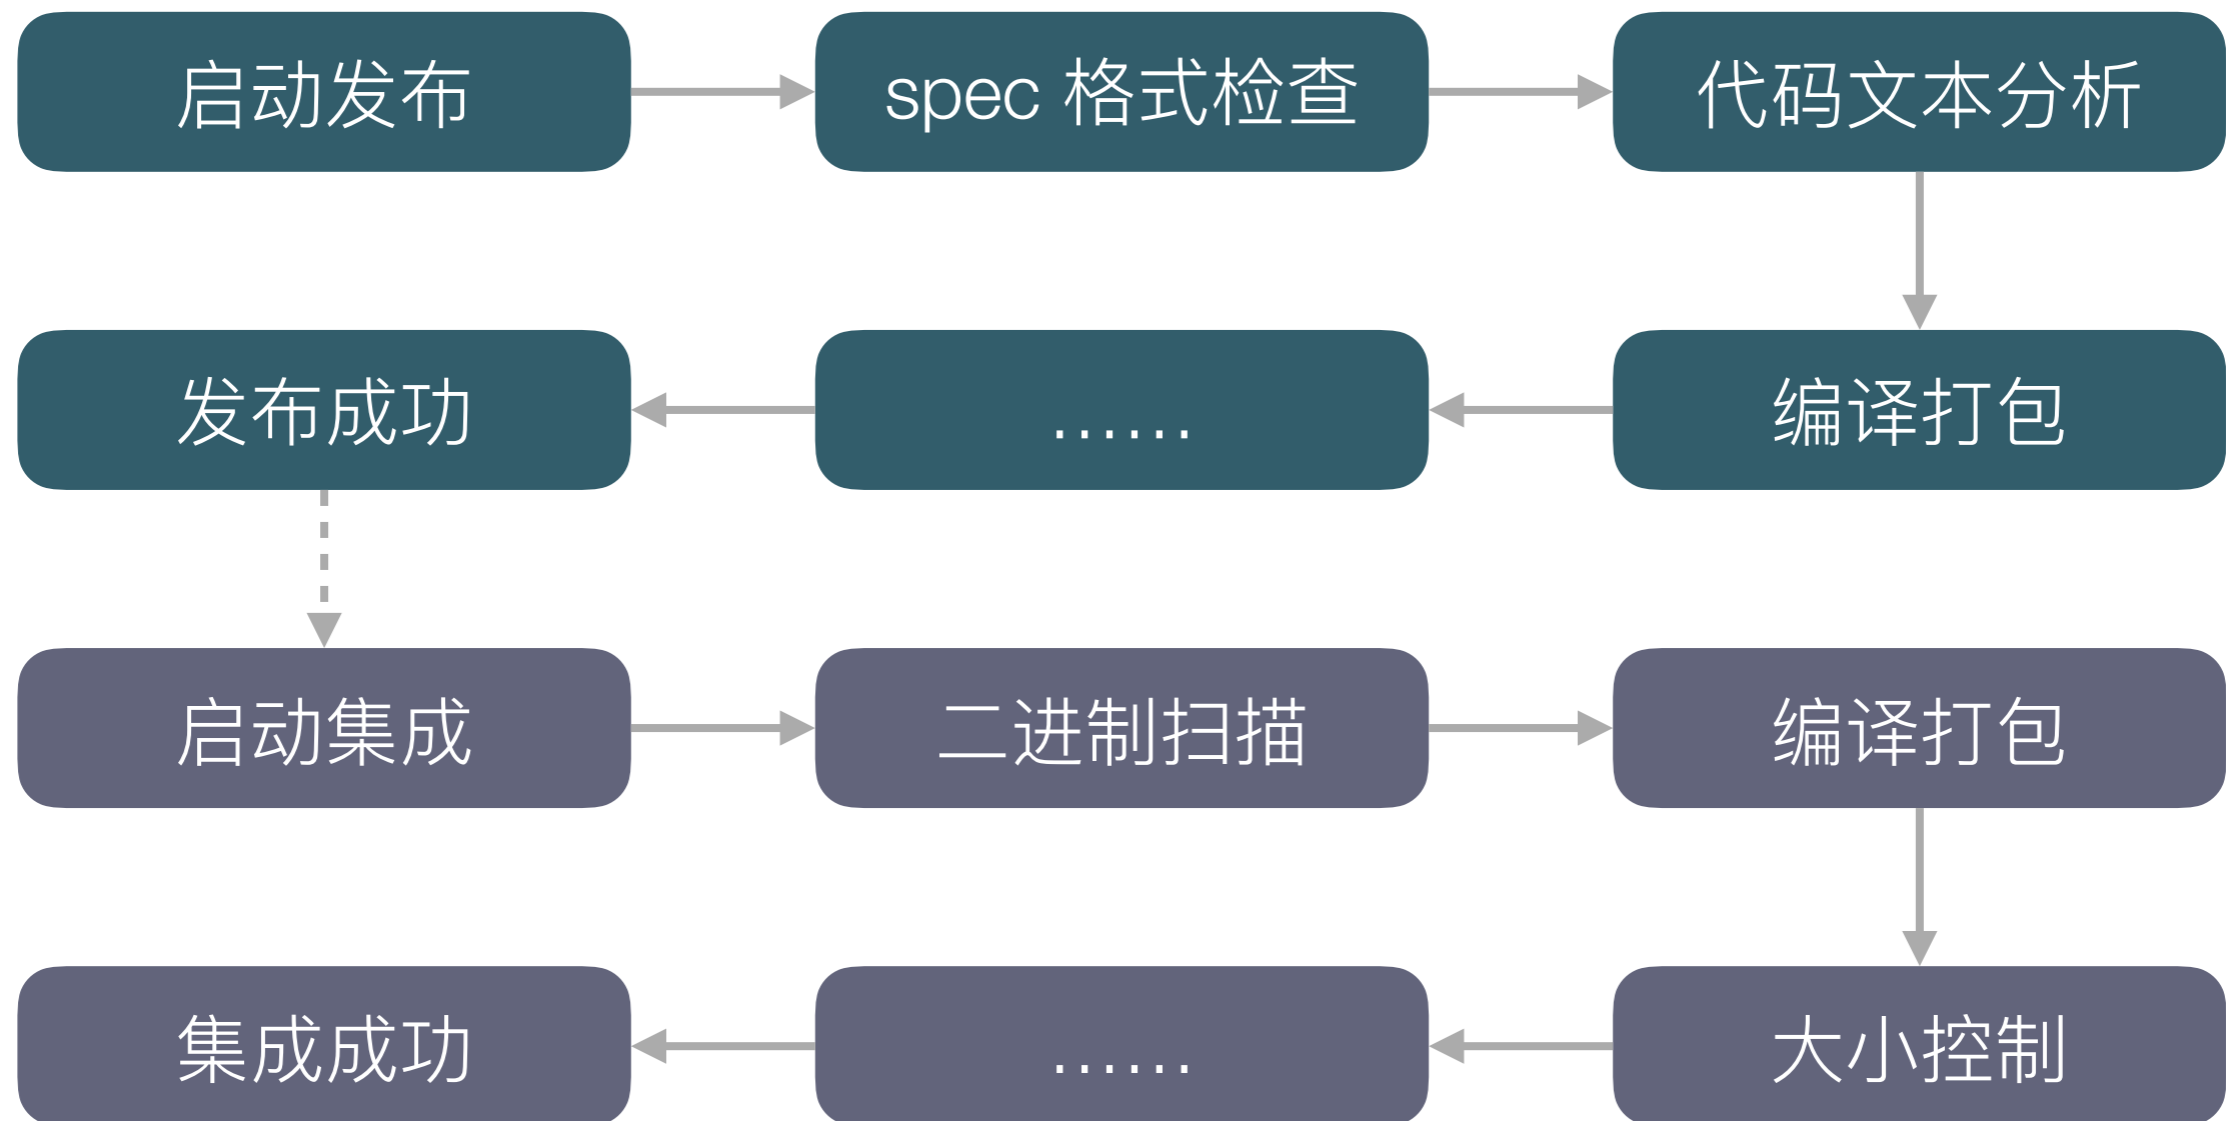 启动发布
spec 格式检查
代码文本分析
编译打包
……
发布成功
启动集成
二进制扫描
编译打包
大小控制
……
集成成功